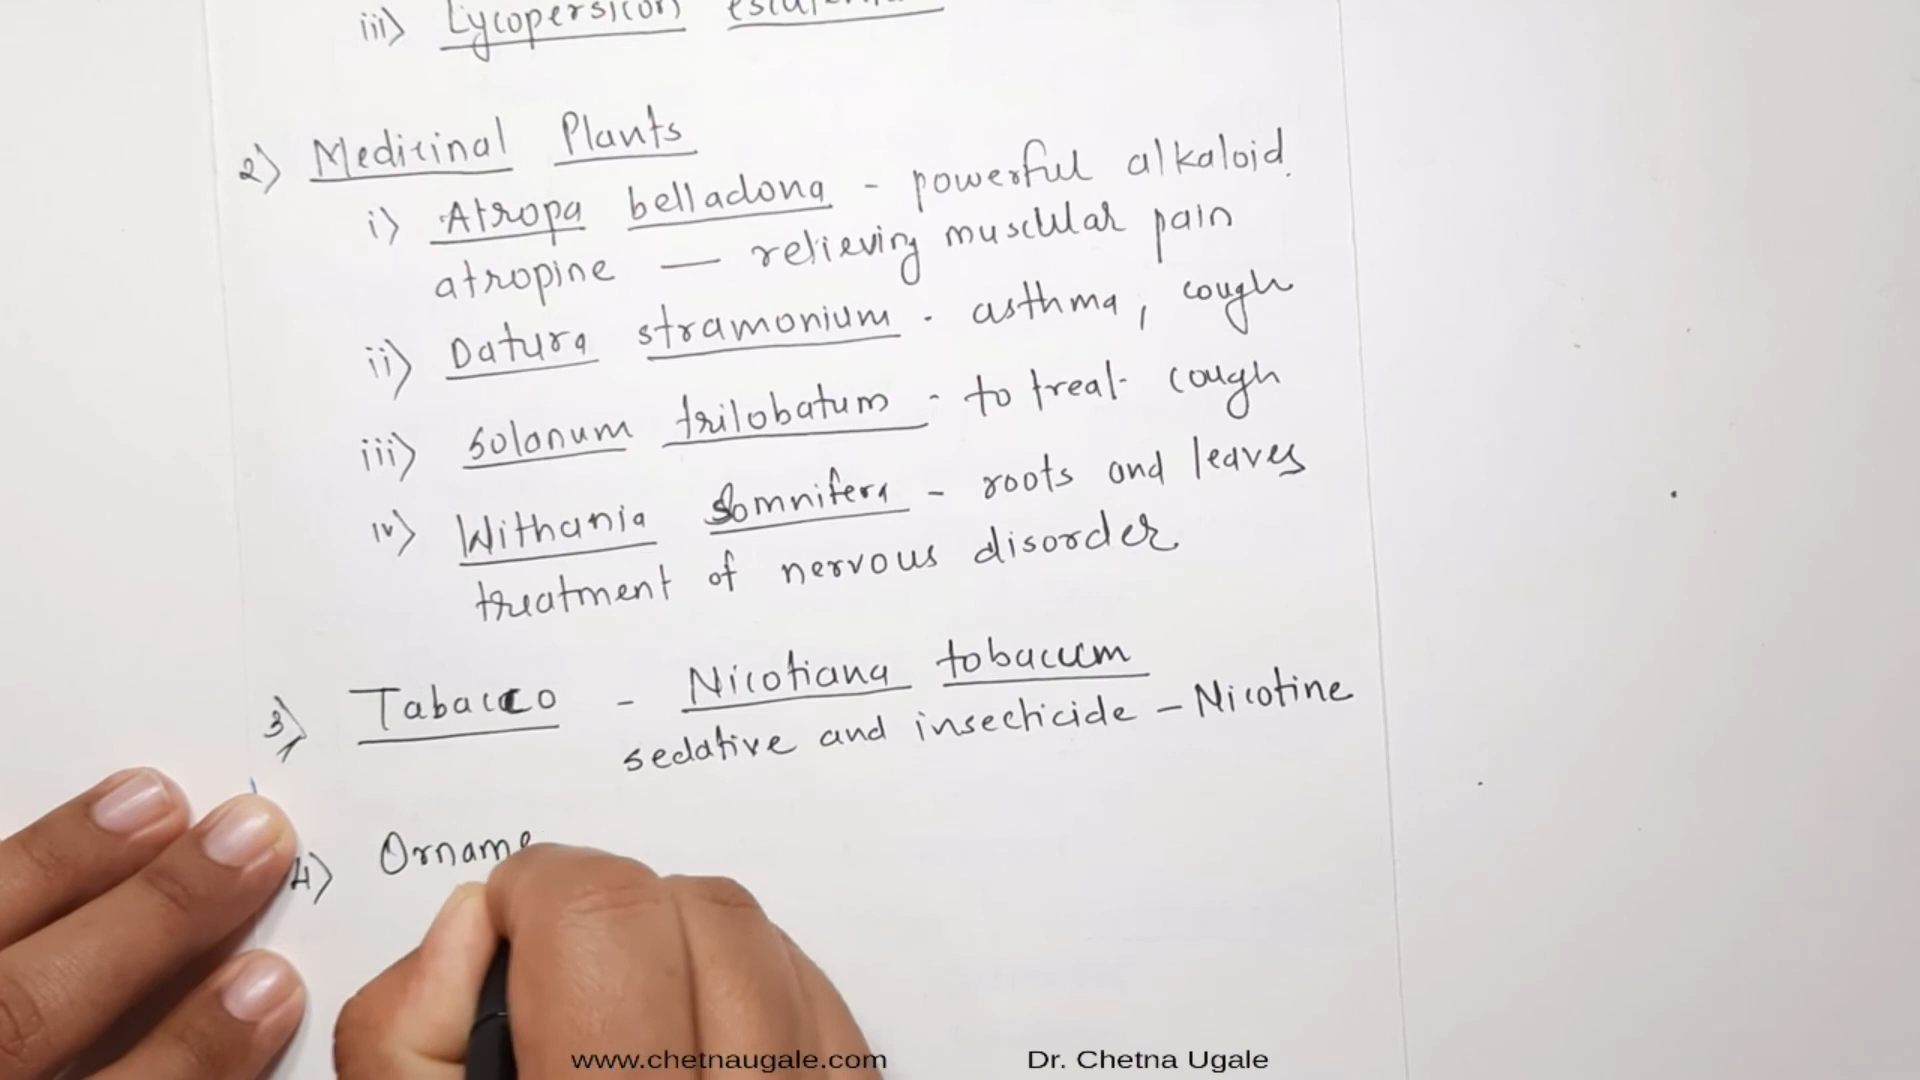 iii) Lycopersicon
2) Medicinal Plants
i) Atropa belladona - powerful alkaloid.
atropine — relieving muscular pain
ii) Datura stramonium - asthma, cough
iii) Solanum trilobatum - to treat cough
iv) Withania Somnifera - roots and leaves
treatment of nervous disorder
3) Tabacco - Nicotiana tobaccum
sedative and insecticide - Nicotine
4) Orname
www.chetnaugale.com Dr. Chetna Ugale